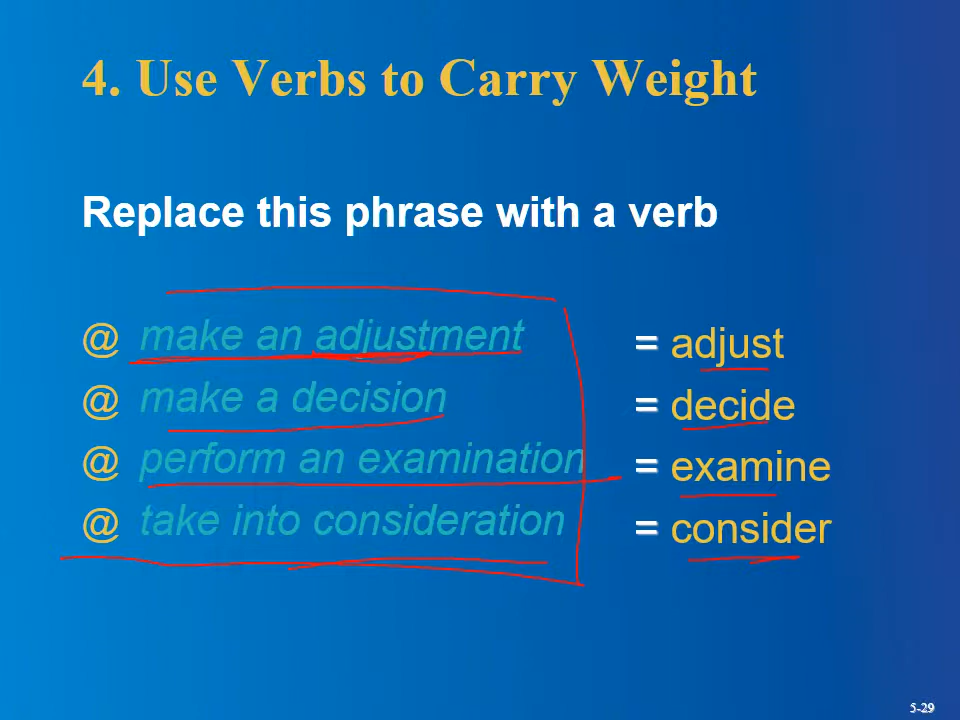 4. Use Verbs to Carry Weight
Replace this phrase with a verb
@ make an adjustment = adjust
@ make a decision = decide
@ perform an examination = examine
@ take into consideration = consider
5-29